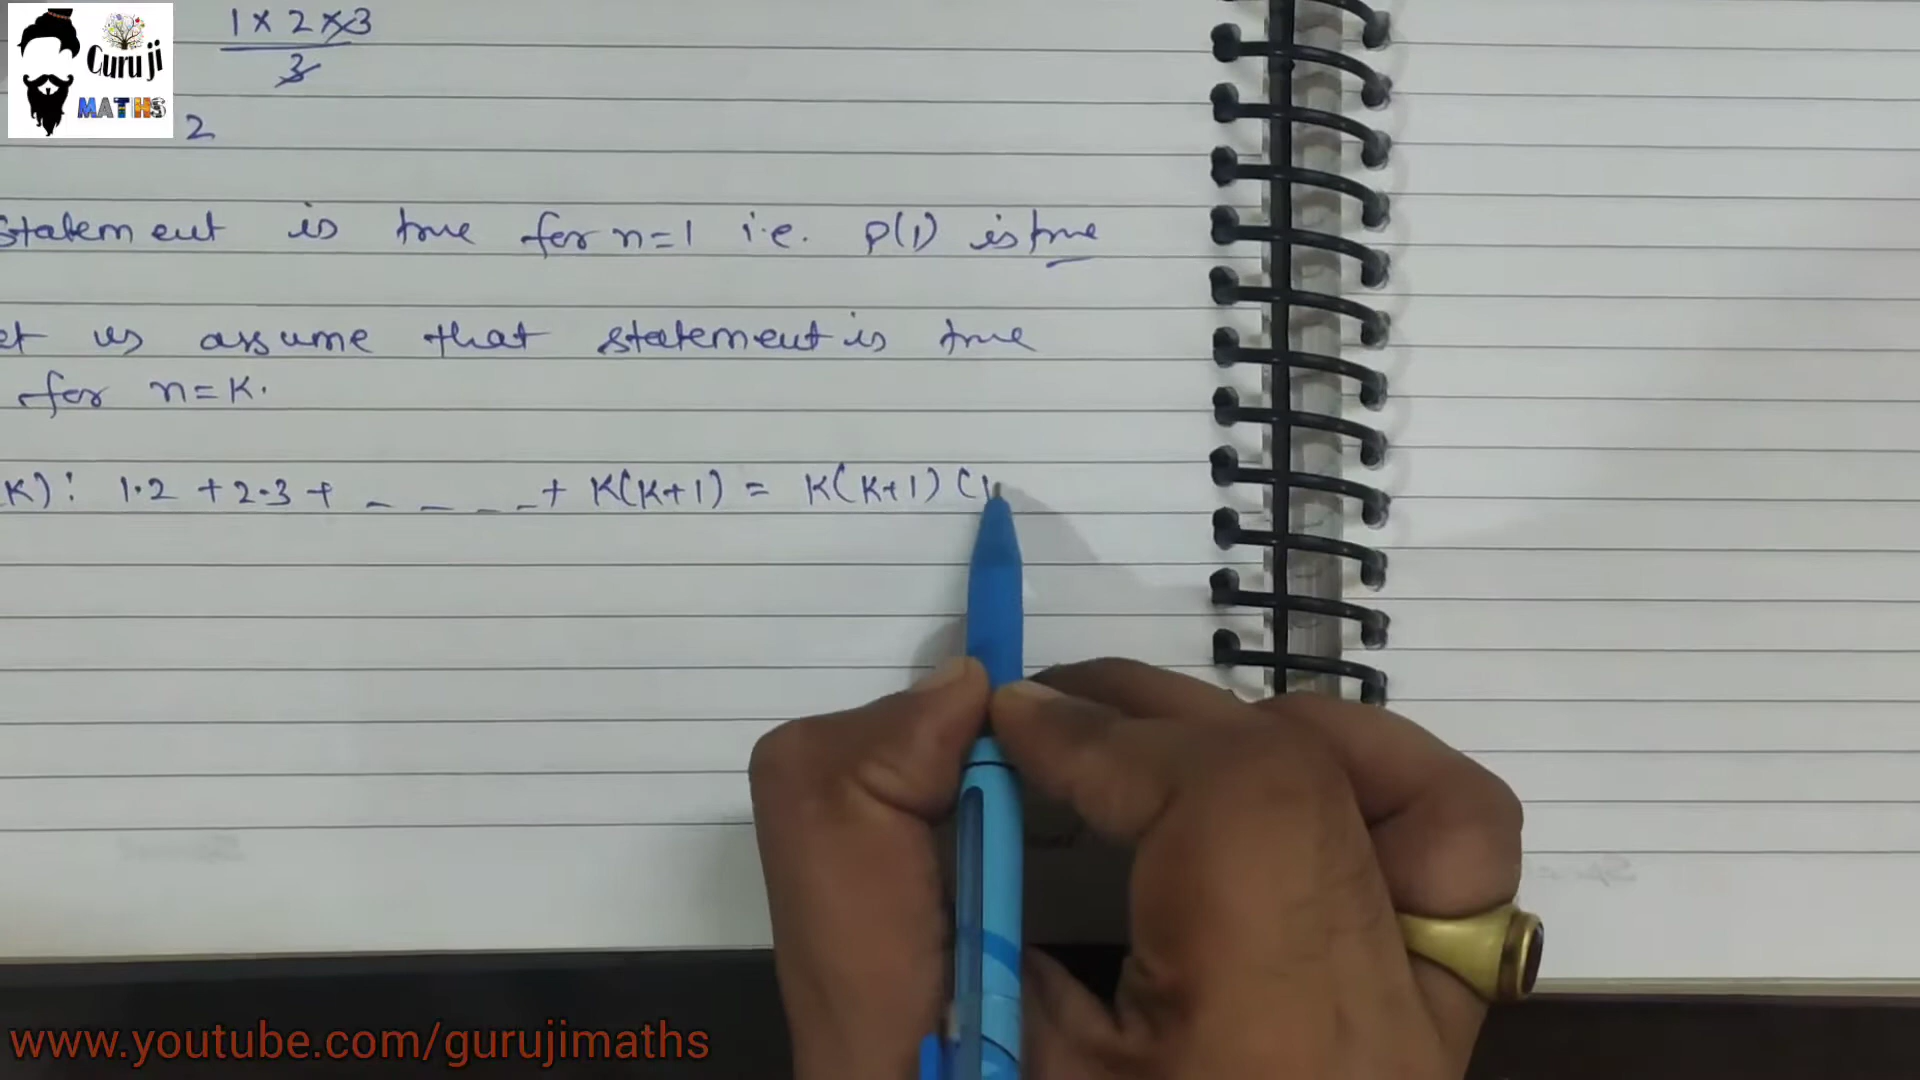 Guru ji
MATHS
1 × 2 × 3
3
2
statement is true for n=1 i.e. P(1) is true
et us assume that statement is true
for n=K.
K): 1·2 + 2·3 + _ _ _ _ + K(K+1) = K(K+1) (
www.youtube.com/gurujimaths